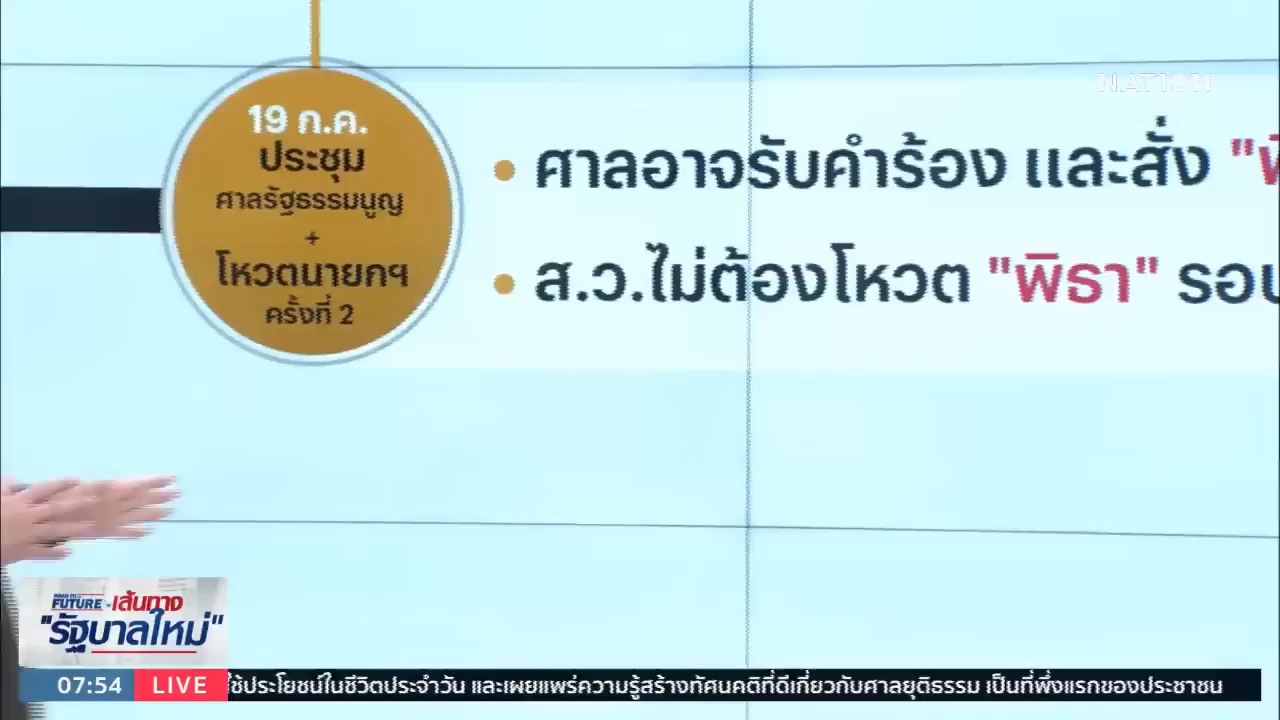 NATION
19 ก.ค.
ประชุม
ศาลรัฐธรรมนูญ
+
โหวตนายกฯ
ครั้งที่ 2
• ศาลอาจรับคำร้อง และสั่ง
• ส.ว.ไม่ต้องโหวต "พิธา"
ROAD TO
FUTURE เส้นทาง
"รัฐบาลใหม่"
07:54 LIVE ใช้ประโยชน์ในชีวิตประจำวัน และเผยแพร่ความรู้สร้างทัศนคติที่ดีเกี่ยวกับศาลยุติธรรม เป็นที่พึ่งแรกของประชาชน